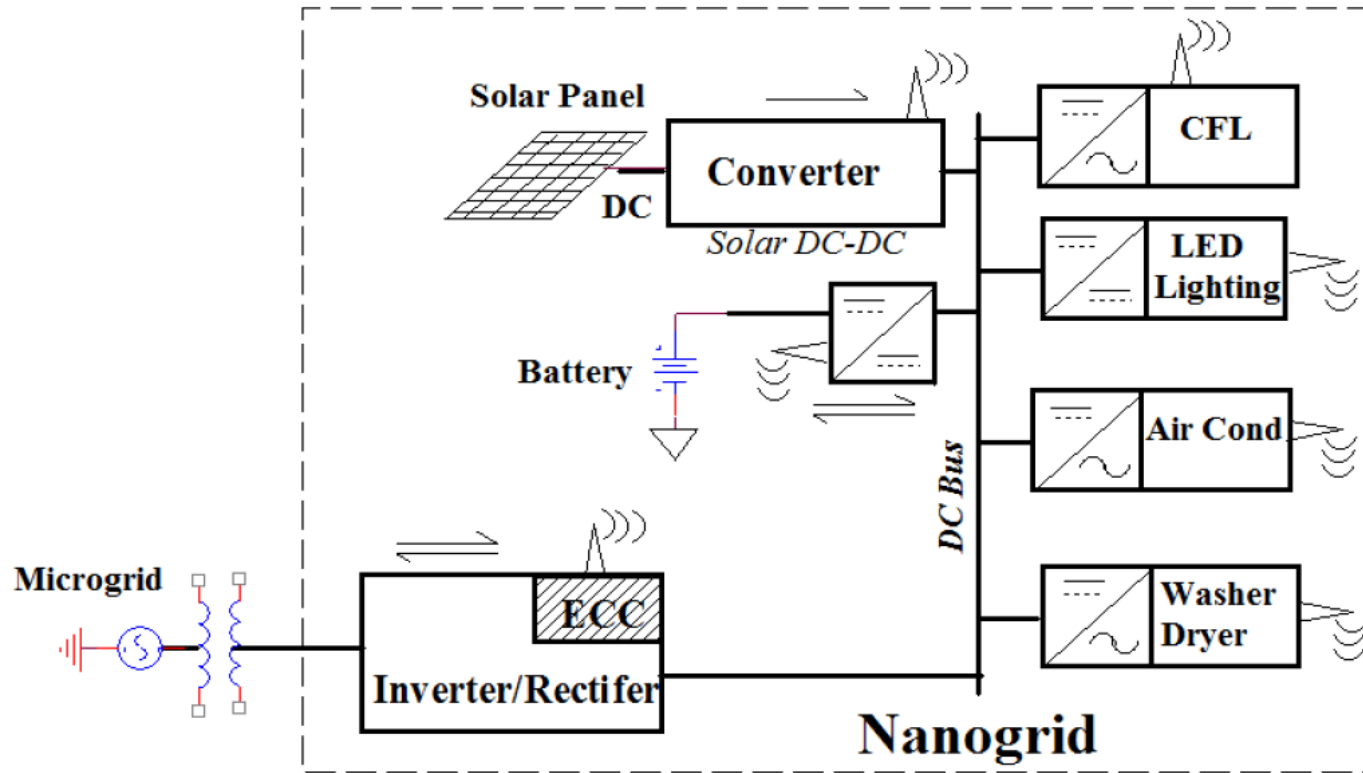 Solar Panel
DC
Converter
Solar DC-DC
Battery
CFL
LED
Lighting
Air Cond
Washer
Dryer
DC Bus
Microgrid
ECC
Inverter/Rectifer
Nanogrid